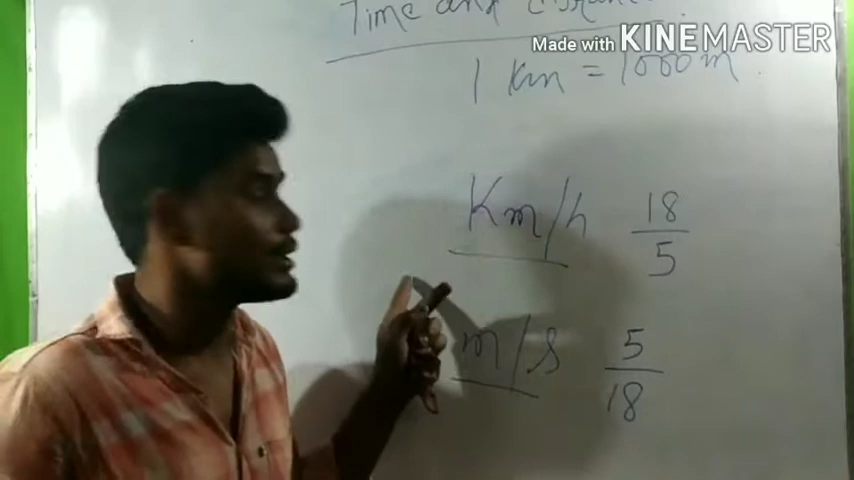 Time and Distance
Made with KINEMASTER
1 Km = 1000 m
Km/h 18/5
m/s 5/18